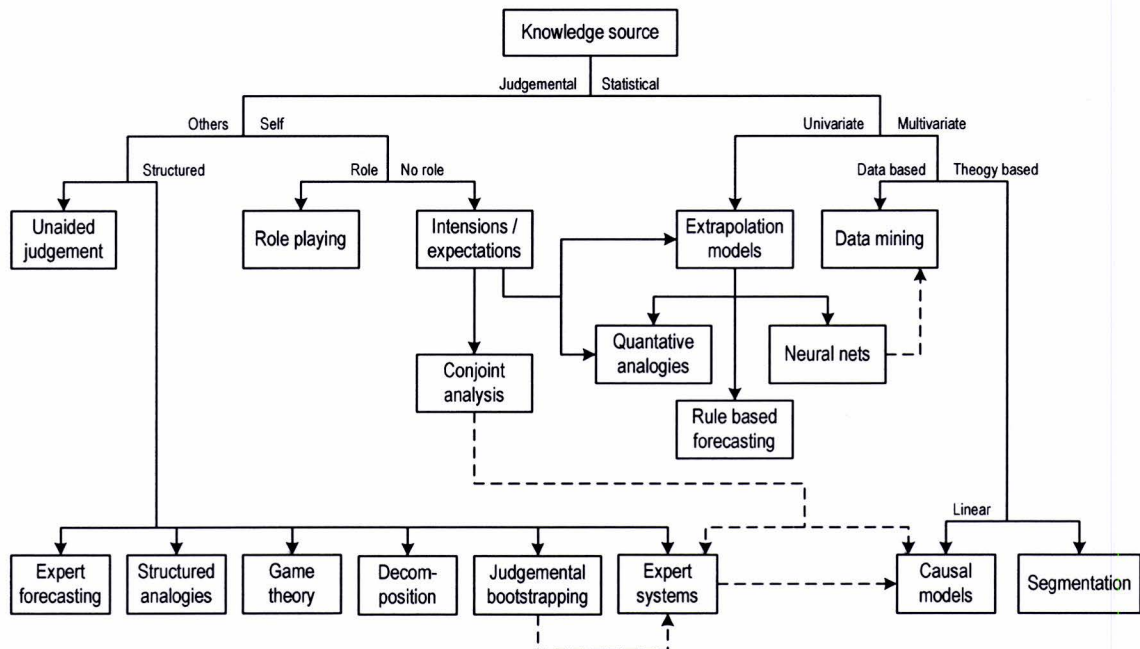 Knowledge source
Judgemental
Statistical
Others
Self
Univariate
Multivariate
Structured
Role
No role
Data based
Theogy based
Unaided
judgement
Role playing
Intensions /
expectations
Extrapolation
models
Data mining
Quantative
analogies
Neural nets
Conjoint
analysis
Rule based
forecasting
Linear
Expert
forecasting
Structured
analogies
Game
theory
Decom-
position
Judgemental
bootstrapping
Expert
systems
Causal
models
Segmentation